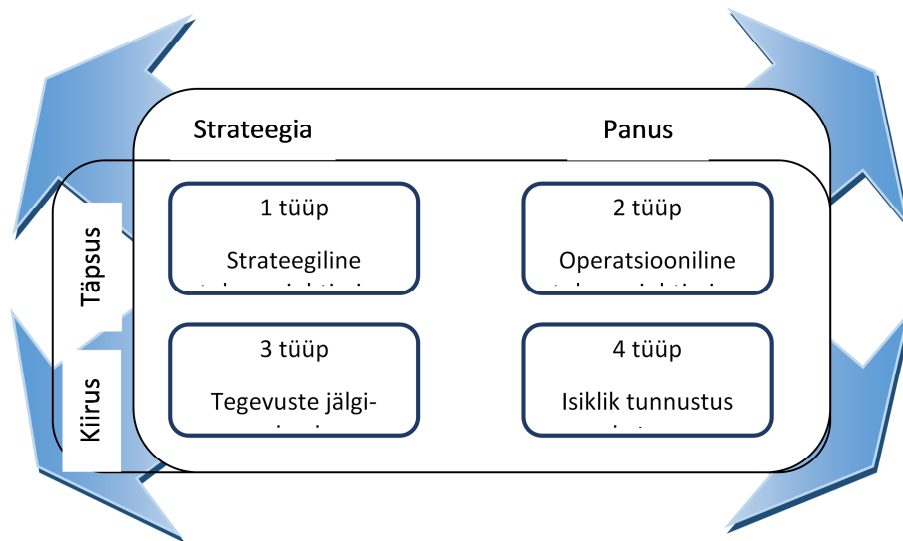 Strateegia
Panus
Täpsus
Kiirus
1 tüüp
Strateegiline
2 tüüp
Operatsiooniline
3 tüüp
Tegevuste jälgi-
4 tüüp
Isiklik tunnustus